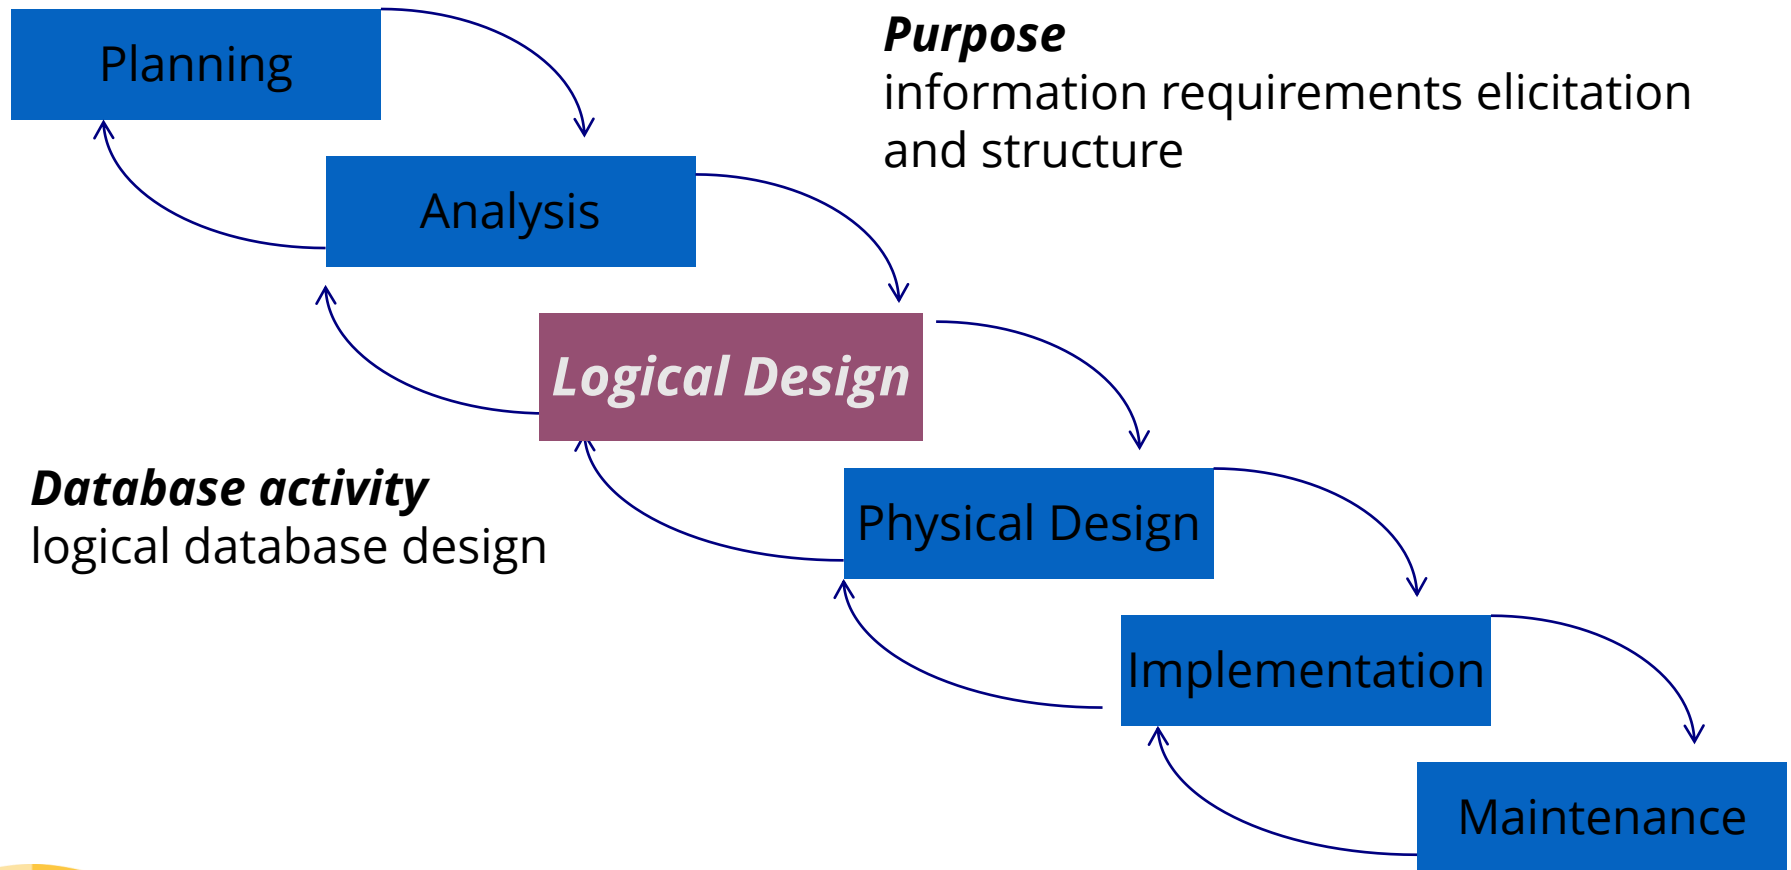 Planning
Purpose
information requirements elicitation
and structure
Analysis
Logical Design
Database activity
logical database design
Physical Design
Implementation
Maintenance